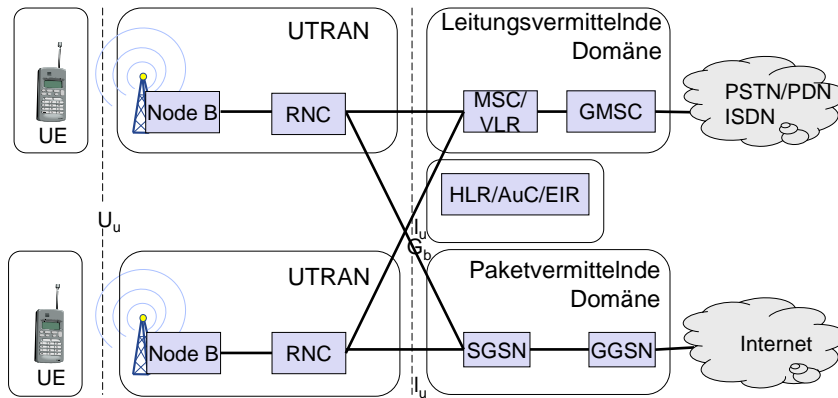 UTRAN
Leitungsvermittelnde
Domäne
UE
Node B
RNC
MSC/
VLR
GMSC
PSTN/PDN
ISDN
HLR/AuC/EIR
Uu
Iu
Gb
UTRAN
Paketvermittelnde
Domäne
UE
Node B
RNC
SGSN
GGSN
Internet
Iu